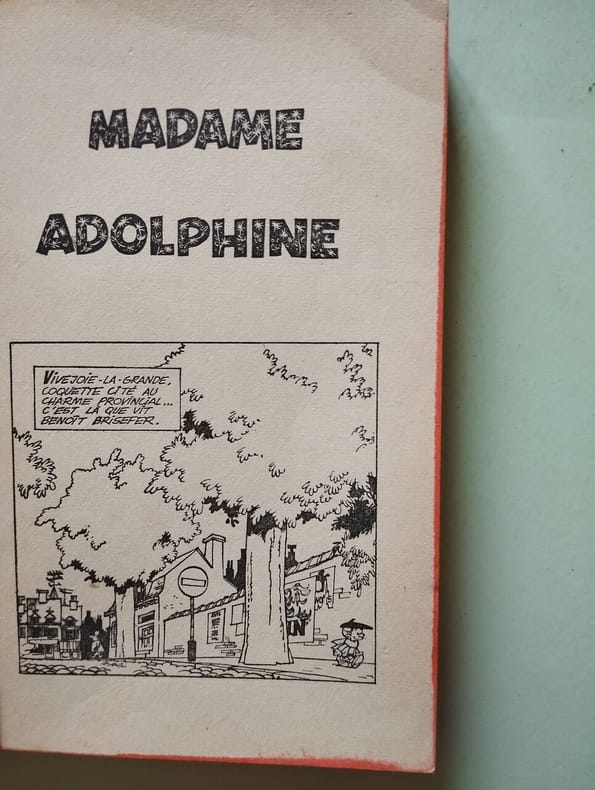 MADAME
ADOLPHINE
VIVEJOIE-LA-GRANDE,
COQUETTE CITÉ AU
CHARME PROVINCIAL...
C'EST LÀ QUE VIT
BENOÎT BRISEFER.